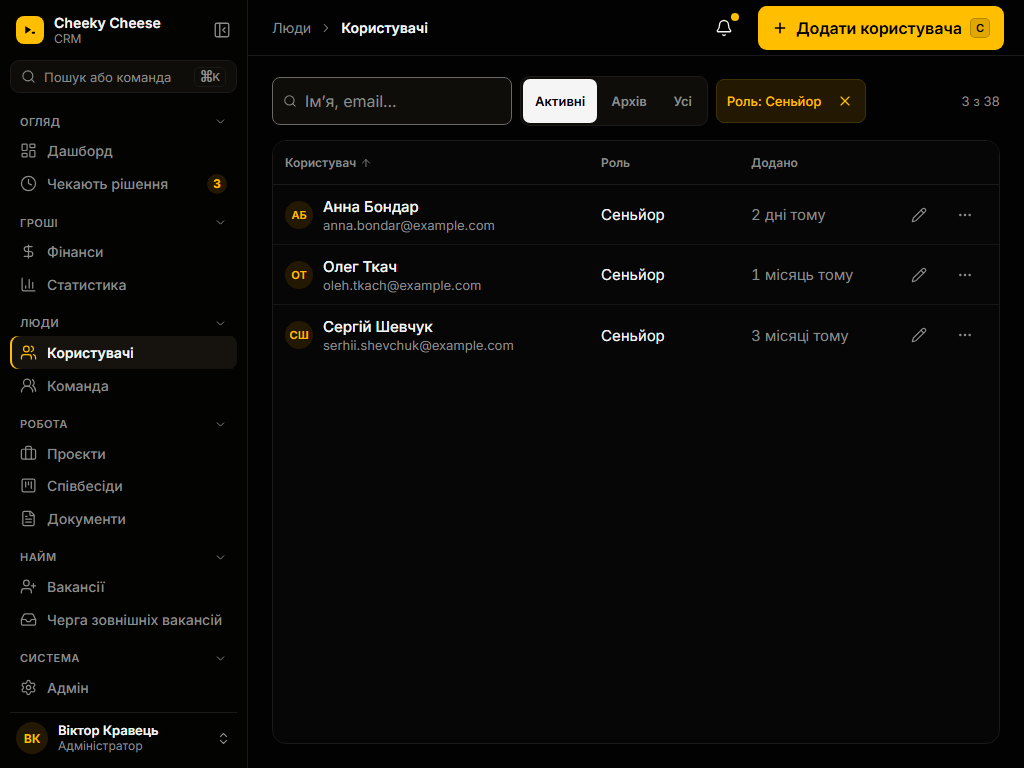 Cheeky Cheese
CRM
Пошук або команда ⌘K
ОГЛЯД
Дашборд
Чекають рішення 3
ГРОШІ
Фінанси
Статистика
ЛЮДИ
Користувачі
Команда
РОБОТА
Проєкти
Співбесіди
Документи
НАЙМ
Вакансії
Черга зовнішніх вакансій
СИСТЕМА
Адмін
ВК
Віктор Кравець
Адміністратор
Люди > Користувачі
+ Додати користувача C
Ім’я, email...
Активні Архів Усі
Роль: Сеньйор ×
3 з 38
Користувач ↑ Роль Додано
АБ Анна Бондар Сеньйор 2 дні тому
anna.bondar@example.com
ОТ Олег Ткач Сеньйор 1 місяць тому
oleh.tkach@example.com
СШ Сергій Шевчук Сеньйор 3 місяці тому
serhii.shevchuk@example.com